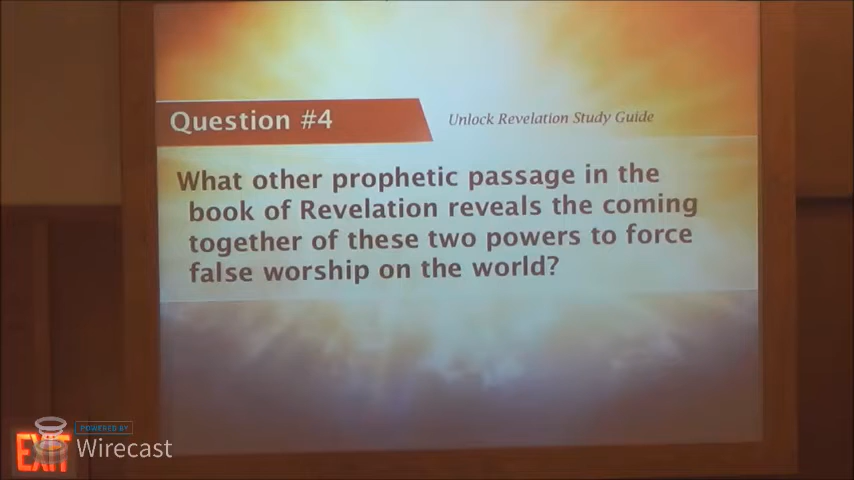 Question #4
Unlock Revelation Study Guide
What other prophetic passage in the
book of Revelation reveals the coming
together of these two powers to force
false worship on the world?
EXIT
POWERED BY
Wirecast